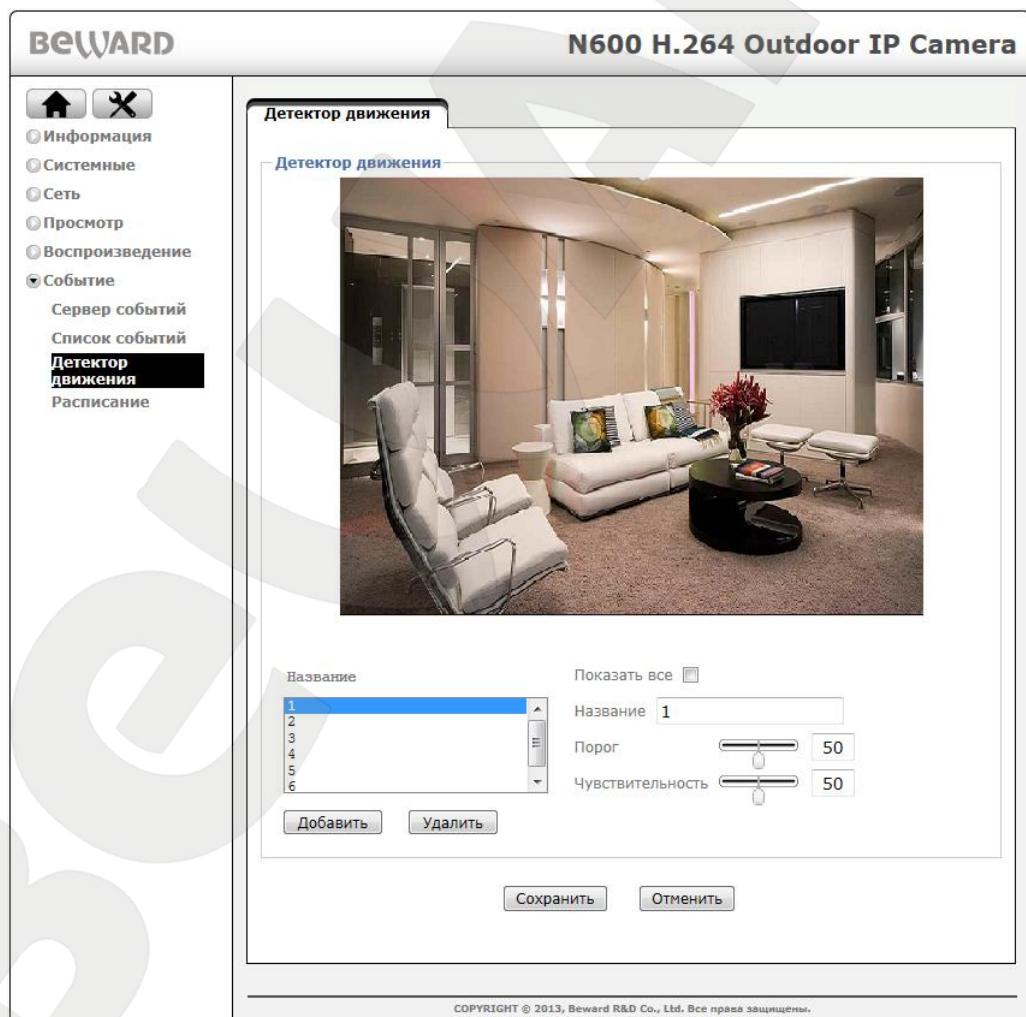 BEWARD
N600 H.264 Outdoor IP Camera
Информация
Системные
Сеть
Просмотр
Воспроизведение
Событие
Сервер событий
Список событий
Детектор
движения
Расписание
Детектор движения
Детектор движения
Название
1
2
3
4
5
6
Добавить
Удалить
Показать все
Название 1
Порог 50
Чувствительность 50
Сохранить
Отменить
COPYRIGHT © 2013, Beward R&D Co., Ltd. Все права защищены.